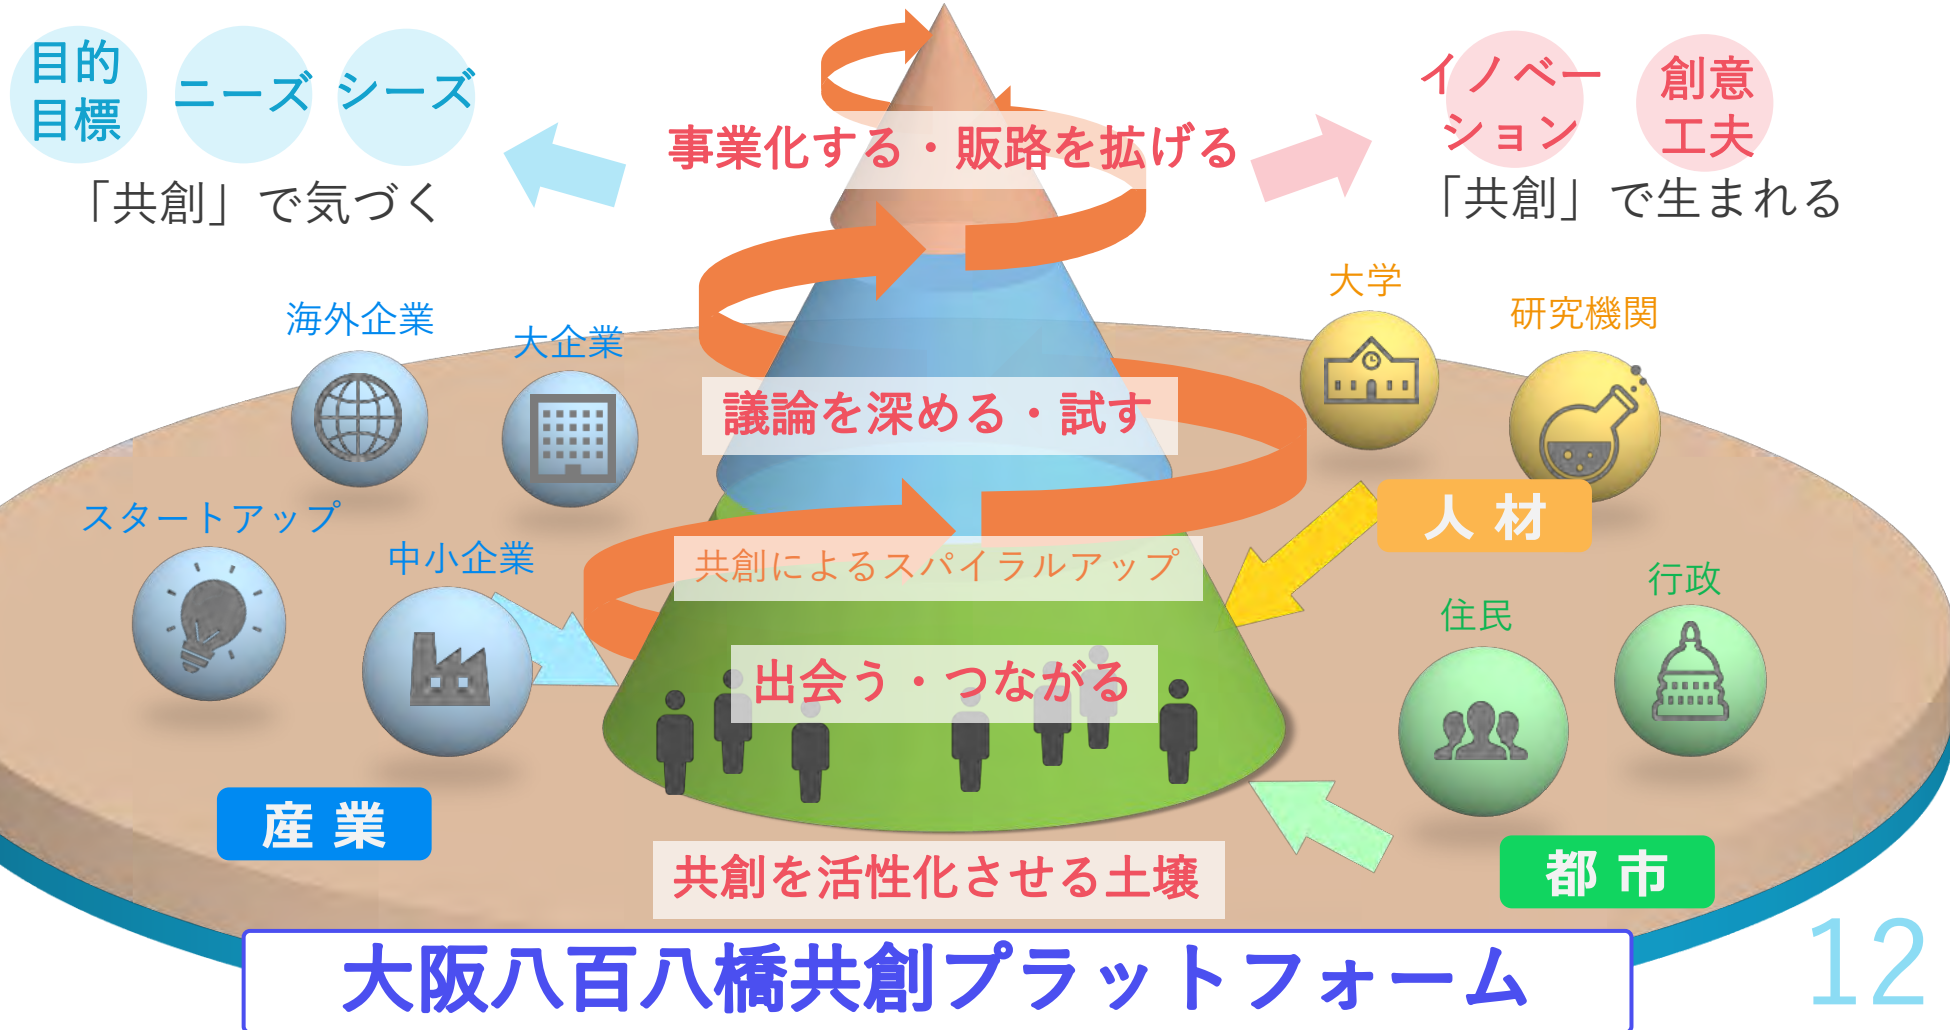 目的
目標
ニーズ
シーズ
「共創」で気づく
事業化する・販路を拡げる
イノベー
ション
創意
工夫
「共創」で生まれる
海外企業
大企業
大学
研究機関
議論を深める・試す
スタートアップ
中小企業
人材
共創によるスパイラルアップ
住民
行政
出会う・つながる
産業
都市
共創を活性化させる土壌
大阪八百八橋共創プラットフォーム
12